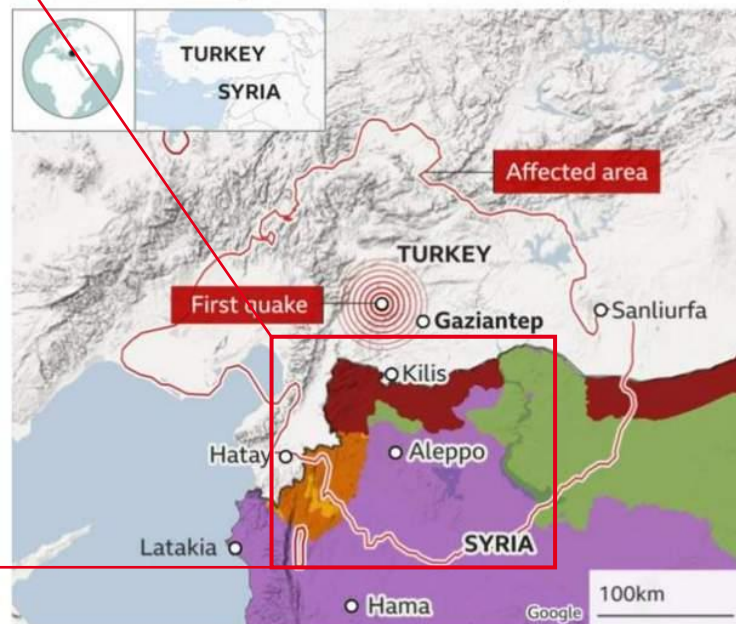 TURKEY
SYRIA
Affected area
TURKEY
First quake
Gaziantep
Sanliurfa
Kilis
Hatay
Aleppo
Latakia
SYRIA
100km
Hama
Google